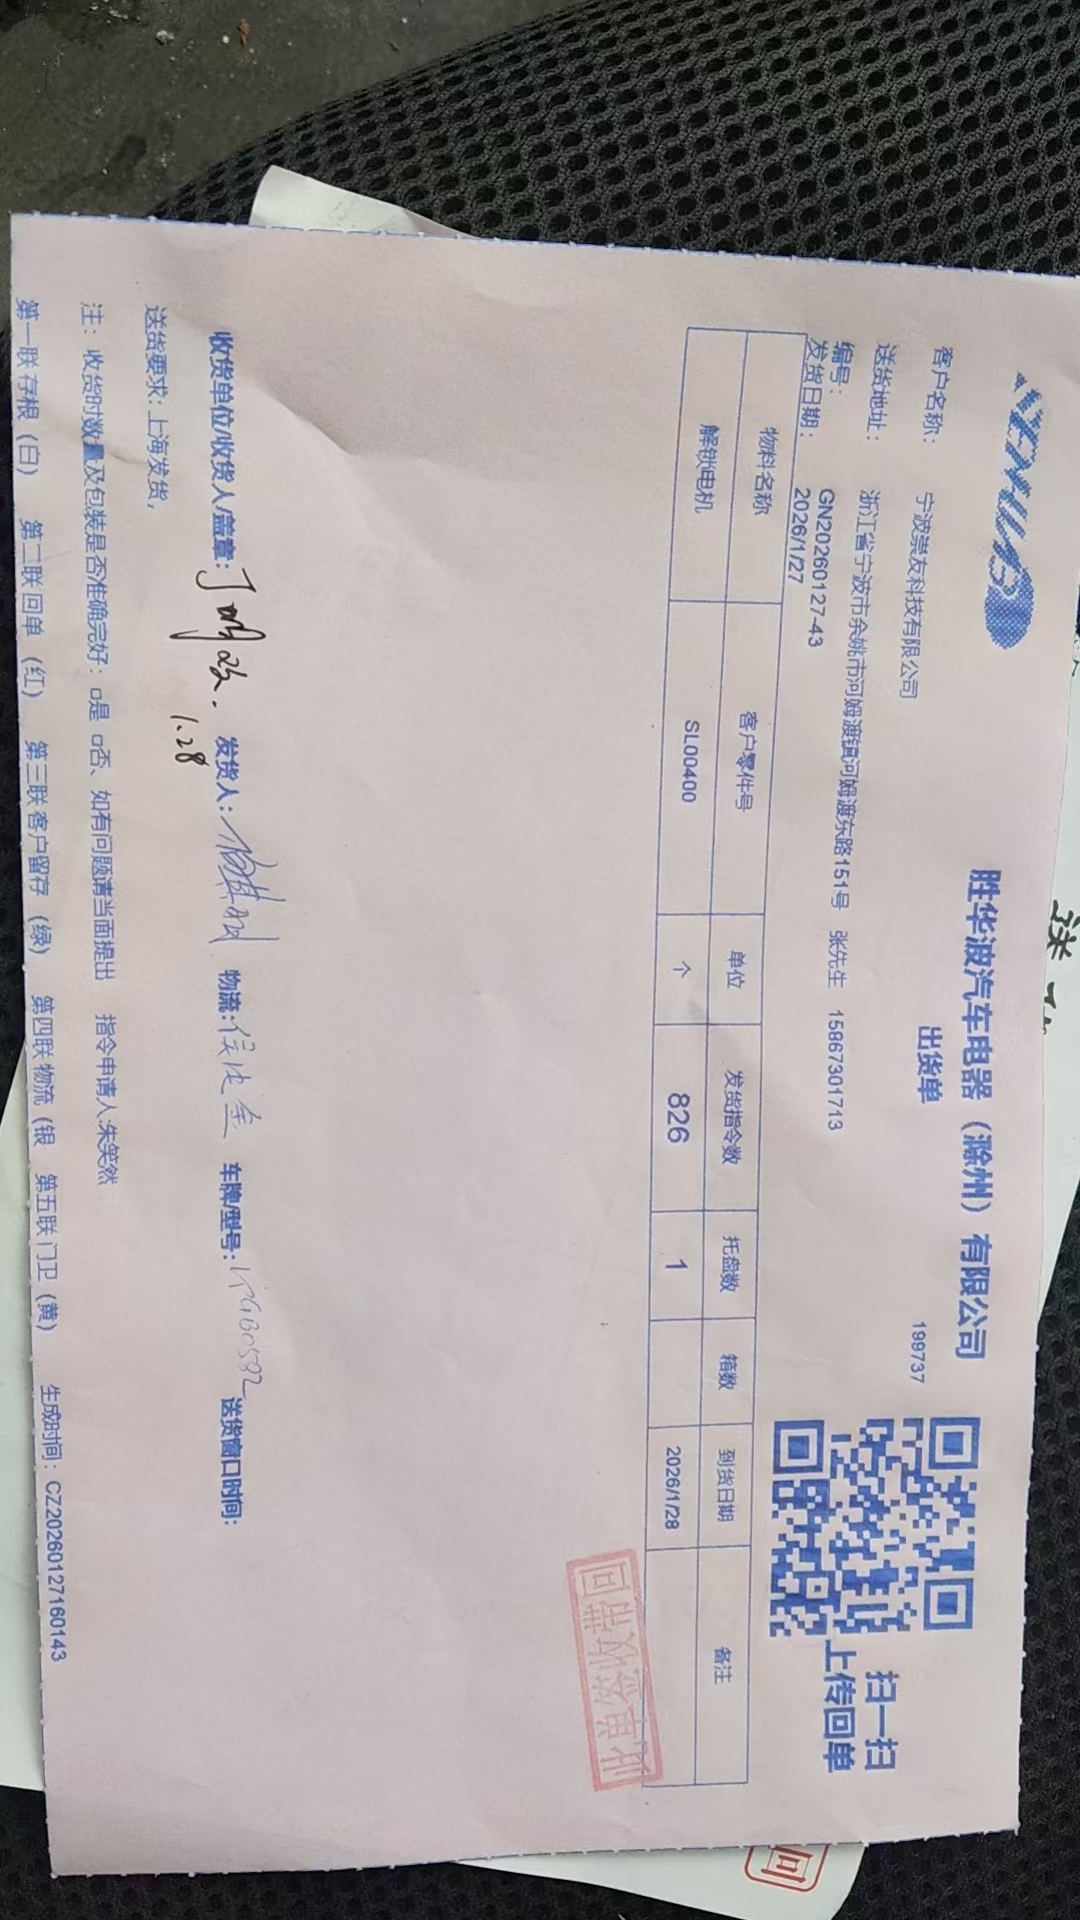 SHUABO
胜华波汽车电器（滁州）有限公司
出货单
199737
扫一扫
上传回单
客户名称： 宁波崇友科技有限公司
送货地址： 浙江省宁波市余姚市河姆渡镇河姆渡东路151号 张先生 15867301713
编号： GN20260127-43
发货日期： 2026/1/27
物料名称 客户零件号 单位 发货指令数 托盘数 箱数 到货日期 备注
解锁电机 SL00400 个 826 1 2026/1/28
此单签收带回
收货单位/收货人/盖章： 发货人： 物流： 车牌/型号： 送货窗口时间：
1.28
送货要求：上海发货，
注：收货时数量及包装是否准确完好：□是 □否、如有问题请当面提出 指令申请人:朱笑然
第一联存根（白） 第二联回单（红） 第三联客户留存（绿） 第四联物流（银 第五联门卫（黄） 生成时间：CZ20260127160143
送
回